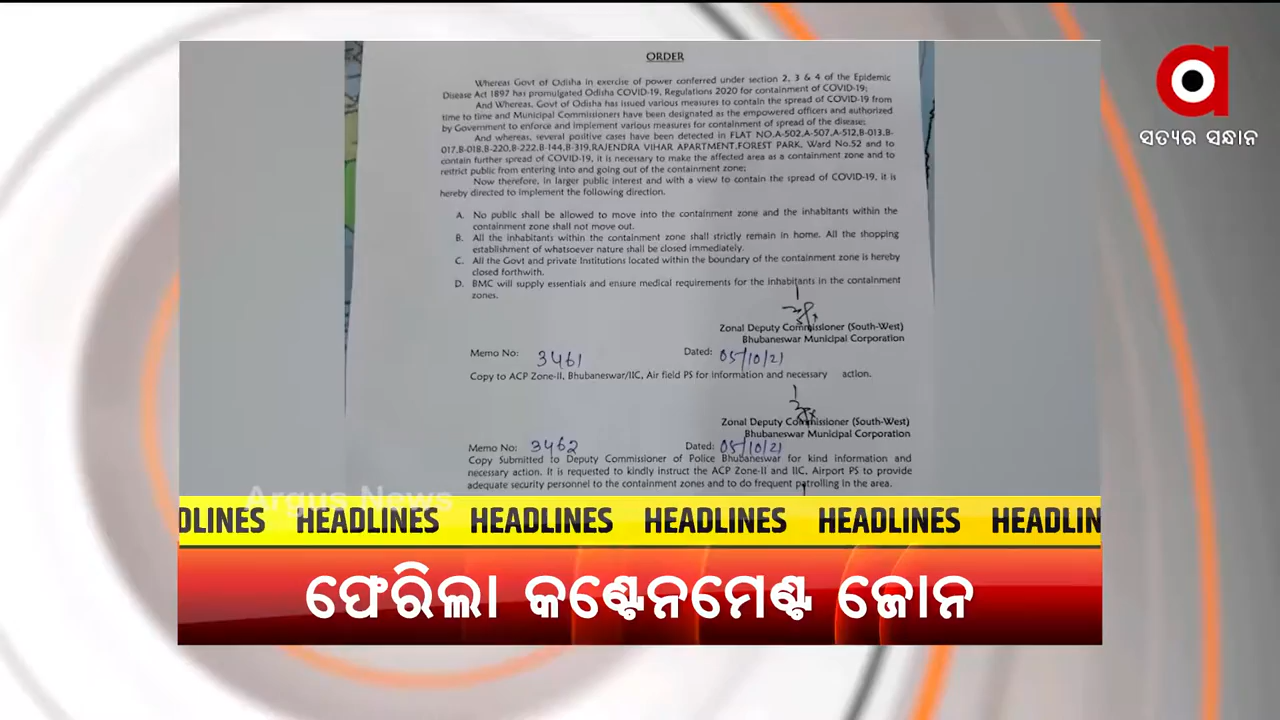 ORDER
Whereas Govt of Odisha in exercise of power conferred under section 2, 3 & 4 of the Epidemic
Disease Act 1897 has promulgated Odisha COVID-19, Regulations 2020 for containment of COVID-19;
And Whereas, Govt of Odisha has issued various measures to contain the spread of COVID-19 from
time to time and Municipal Commissioners have been designated as the empowered officers and authorized
by Government to enforce and implement various measures for containment of spread of the disease;
And whereas, several positive cases have been detected in FLAT NO.A-502,A-507,A-512,B-013,B-
017,B-018,B-220,B-222,B-144,B-319,RAJENDRA VIHAR APARTMENT,FOREST PARK, Ward No.52 and to
contain further spread of COVID-19, it is necessary to make the affected area as a containment zone and to
restrict public from entering into and going out of the containment zone;
Now therefore, in larger public interest and with a view to contain the spread of COVID-19, it is
hereby directed to implement the following direction.
A. No public shall be allowed to move into the containment zone and the inhabitants within the
containment zone shall not move out.
B. All the inhabitants within the containment zone shall strictly remain in home. All the shopping
establishment of whatsoever nature shall be closed immediately.
C. All the Govt and private Institutions located within the boundary of the containment zone is hereby
closed forthwith.
D. BMC will supply essentials and ensure medical requirements for the inhabitants in the containment
zones.
Zonal Deputy Commissioner (South-West)
Bhubaneswar Municipal Corporation
Memo No: 3461 Dated: 05/10/21
Copy to ACP Zone-II, Bhubaneswar/IIC, Air field PS for information and necessary action.
Zonal Deputy Commissioner (South-West)
Bhubaneswar Municipal Corporation
Memo No: 3462 Dated: 05/10/21
Copy Submitted to Deputy Commissioner of Police Bhubaneswar for kind information and
necessary action. It is requested to kindly instruct the ACP Zone-II and IIC, Airport PS to provide
adequate security personnel to the containment zones and to do frequent patrolling in the area.
a
ସତ୍ୟର ସନ୍ଧାନ
Argus News
DLINES HEADLINES HEADLINES HEADLINES HEADLINES HEADLIN
ଫେରିଲା କଣ୍ଟେନମେଣ୍ଟ ଜୋନ